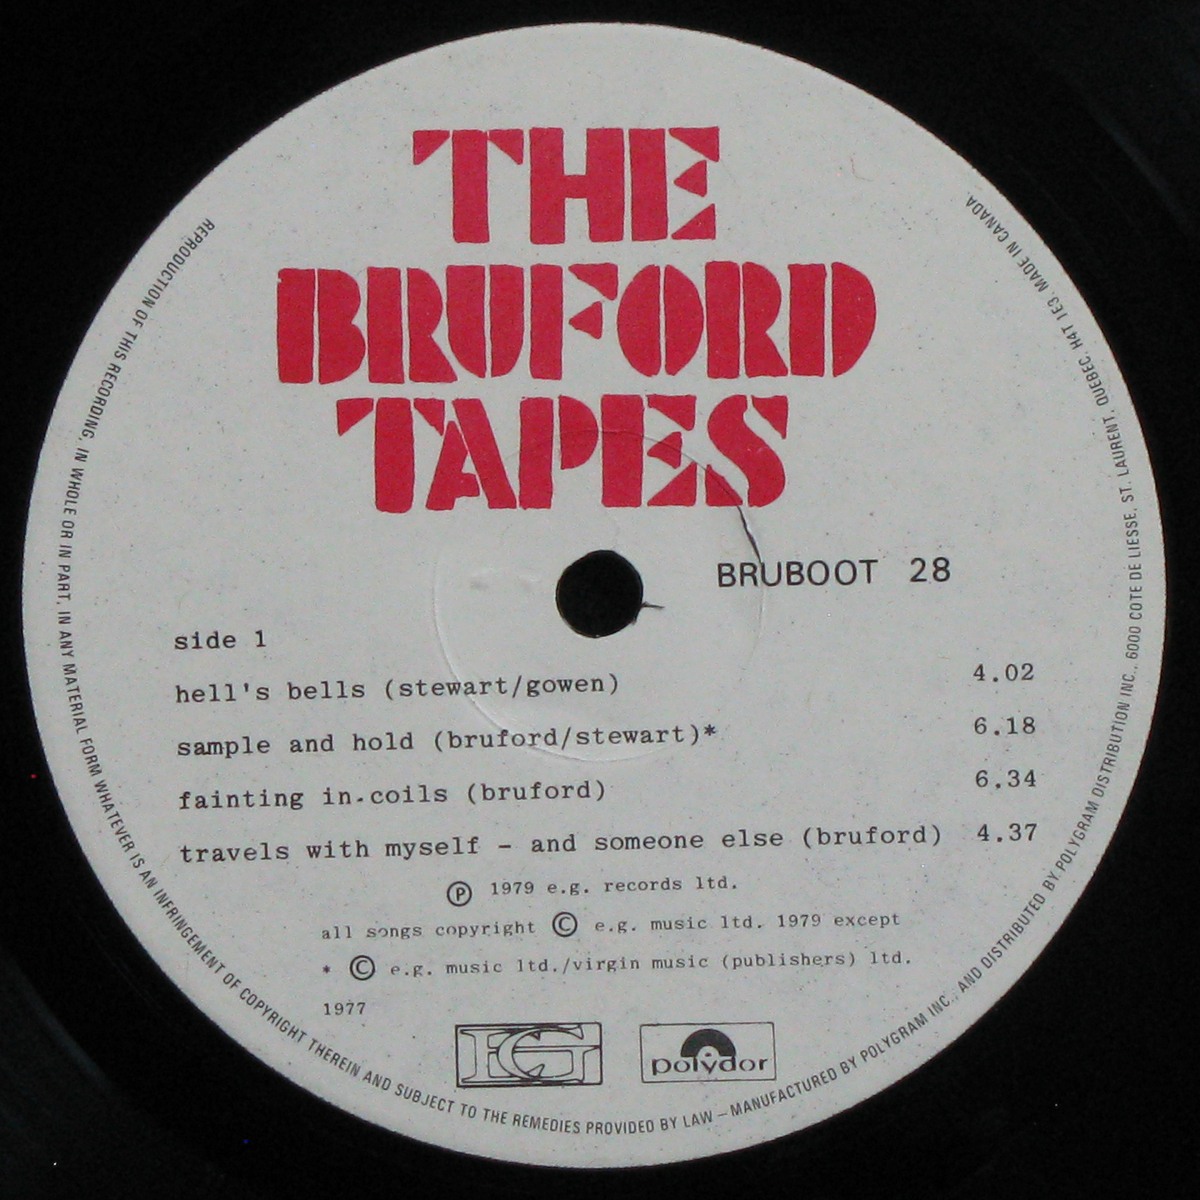 THE
BRUFORD
TAPES
BRUBOOT 28
side 1
hell's bells (stewart/gowen) 4.02
sample and hold (bruford/stewart)* 6.18
fainting in.coils (bruford) 6.34
travels with myself - and someone else (bruford) 4.37
Ⓟ 1979 e.g. records ltd.
all songs copyright © e.g. music ltd. 1979 except
* © e.g. music ltd./virgin music (publishers) ltd.
1977
EG
polydor
REPRODUCTION OF THIS RECORDING, IN WHOLE OR IN PART, IN ANY MATERIAL FORM WHATEVER IS AN INFRINGEMENT OF COPYRIGHT THEREIN AND SUBJECT TO THE REMEDIES PROVIDED BY LAW – MANUFACTURED BY POLYGRAM INC., AND DISTRIBUTED BY POLYGRAM DISTRIBUTION INC., 6000 COTE DE LIESSE, ST. LAURENT, QUEBEC, H4T 1E3. MADE IN CANADA